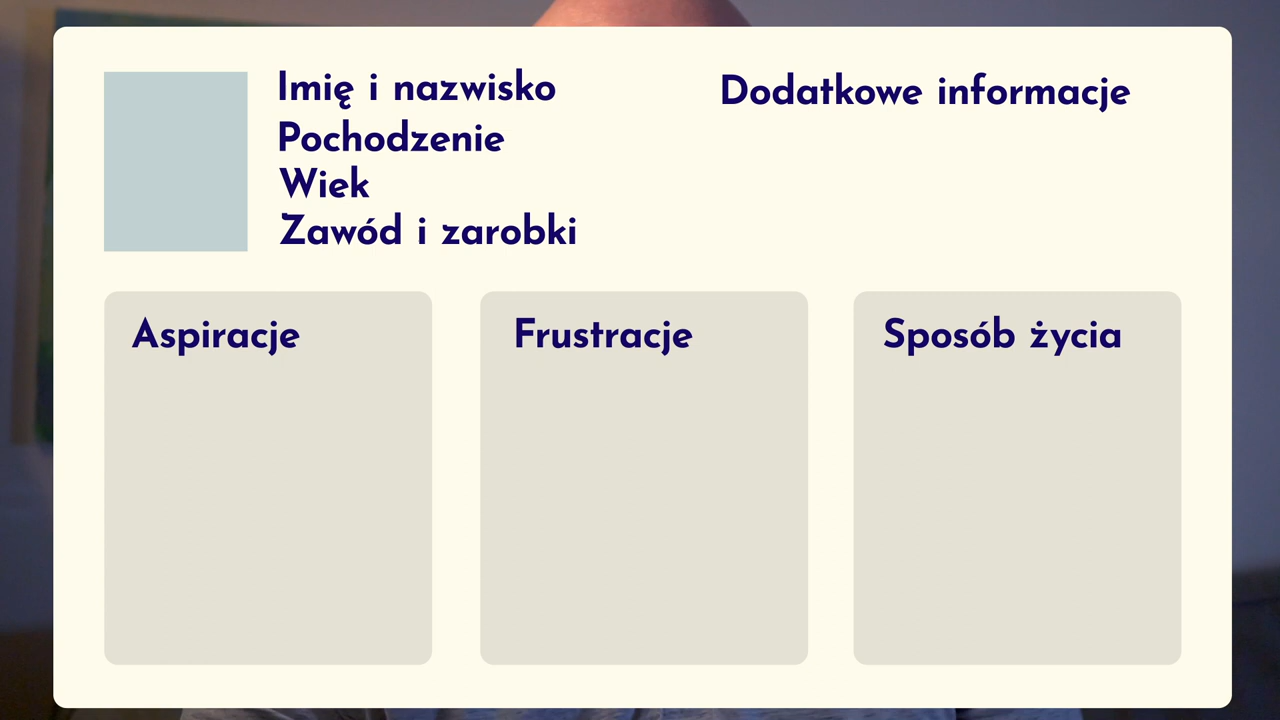 Imię i nazwisko
Pochodzenie
Wiek
Zawód i zarobki
Dodatkowe informacje
Aspiracje
Frustracje
Sposób życia